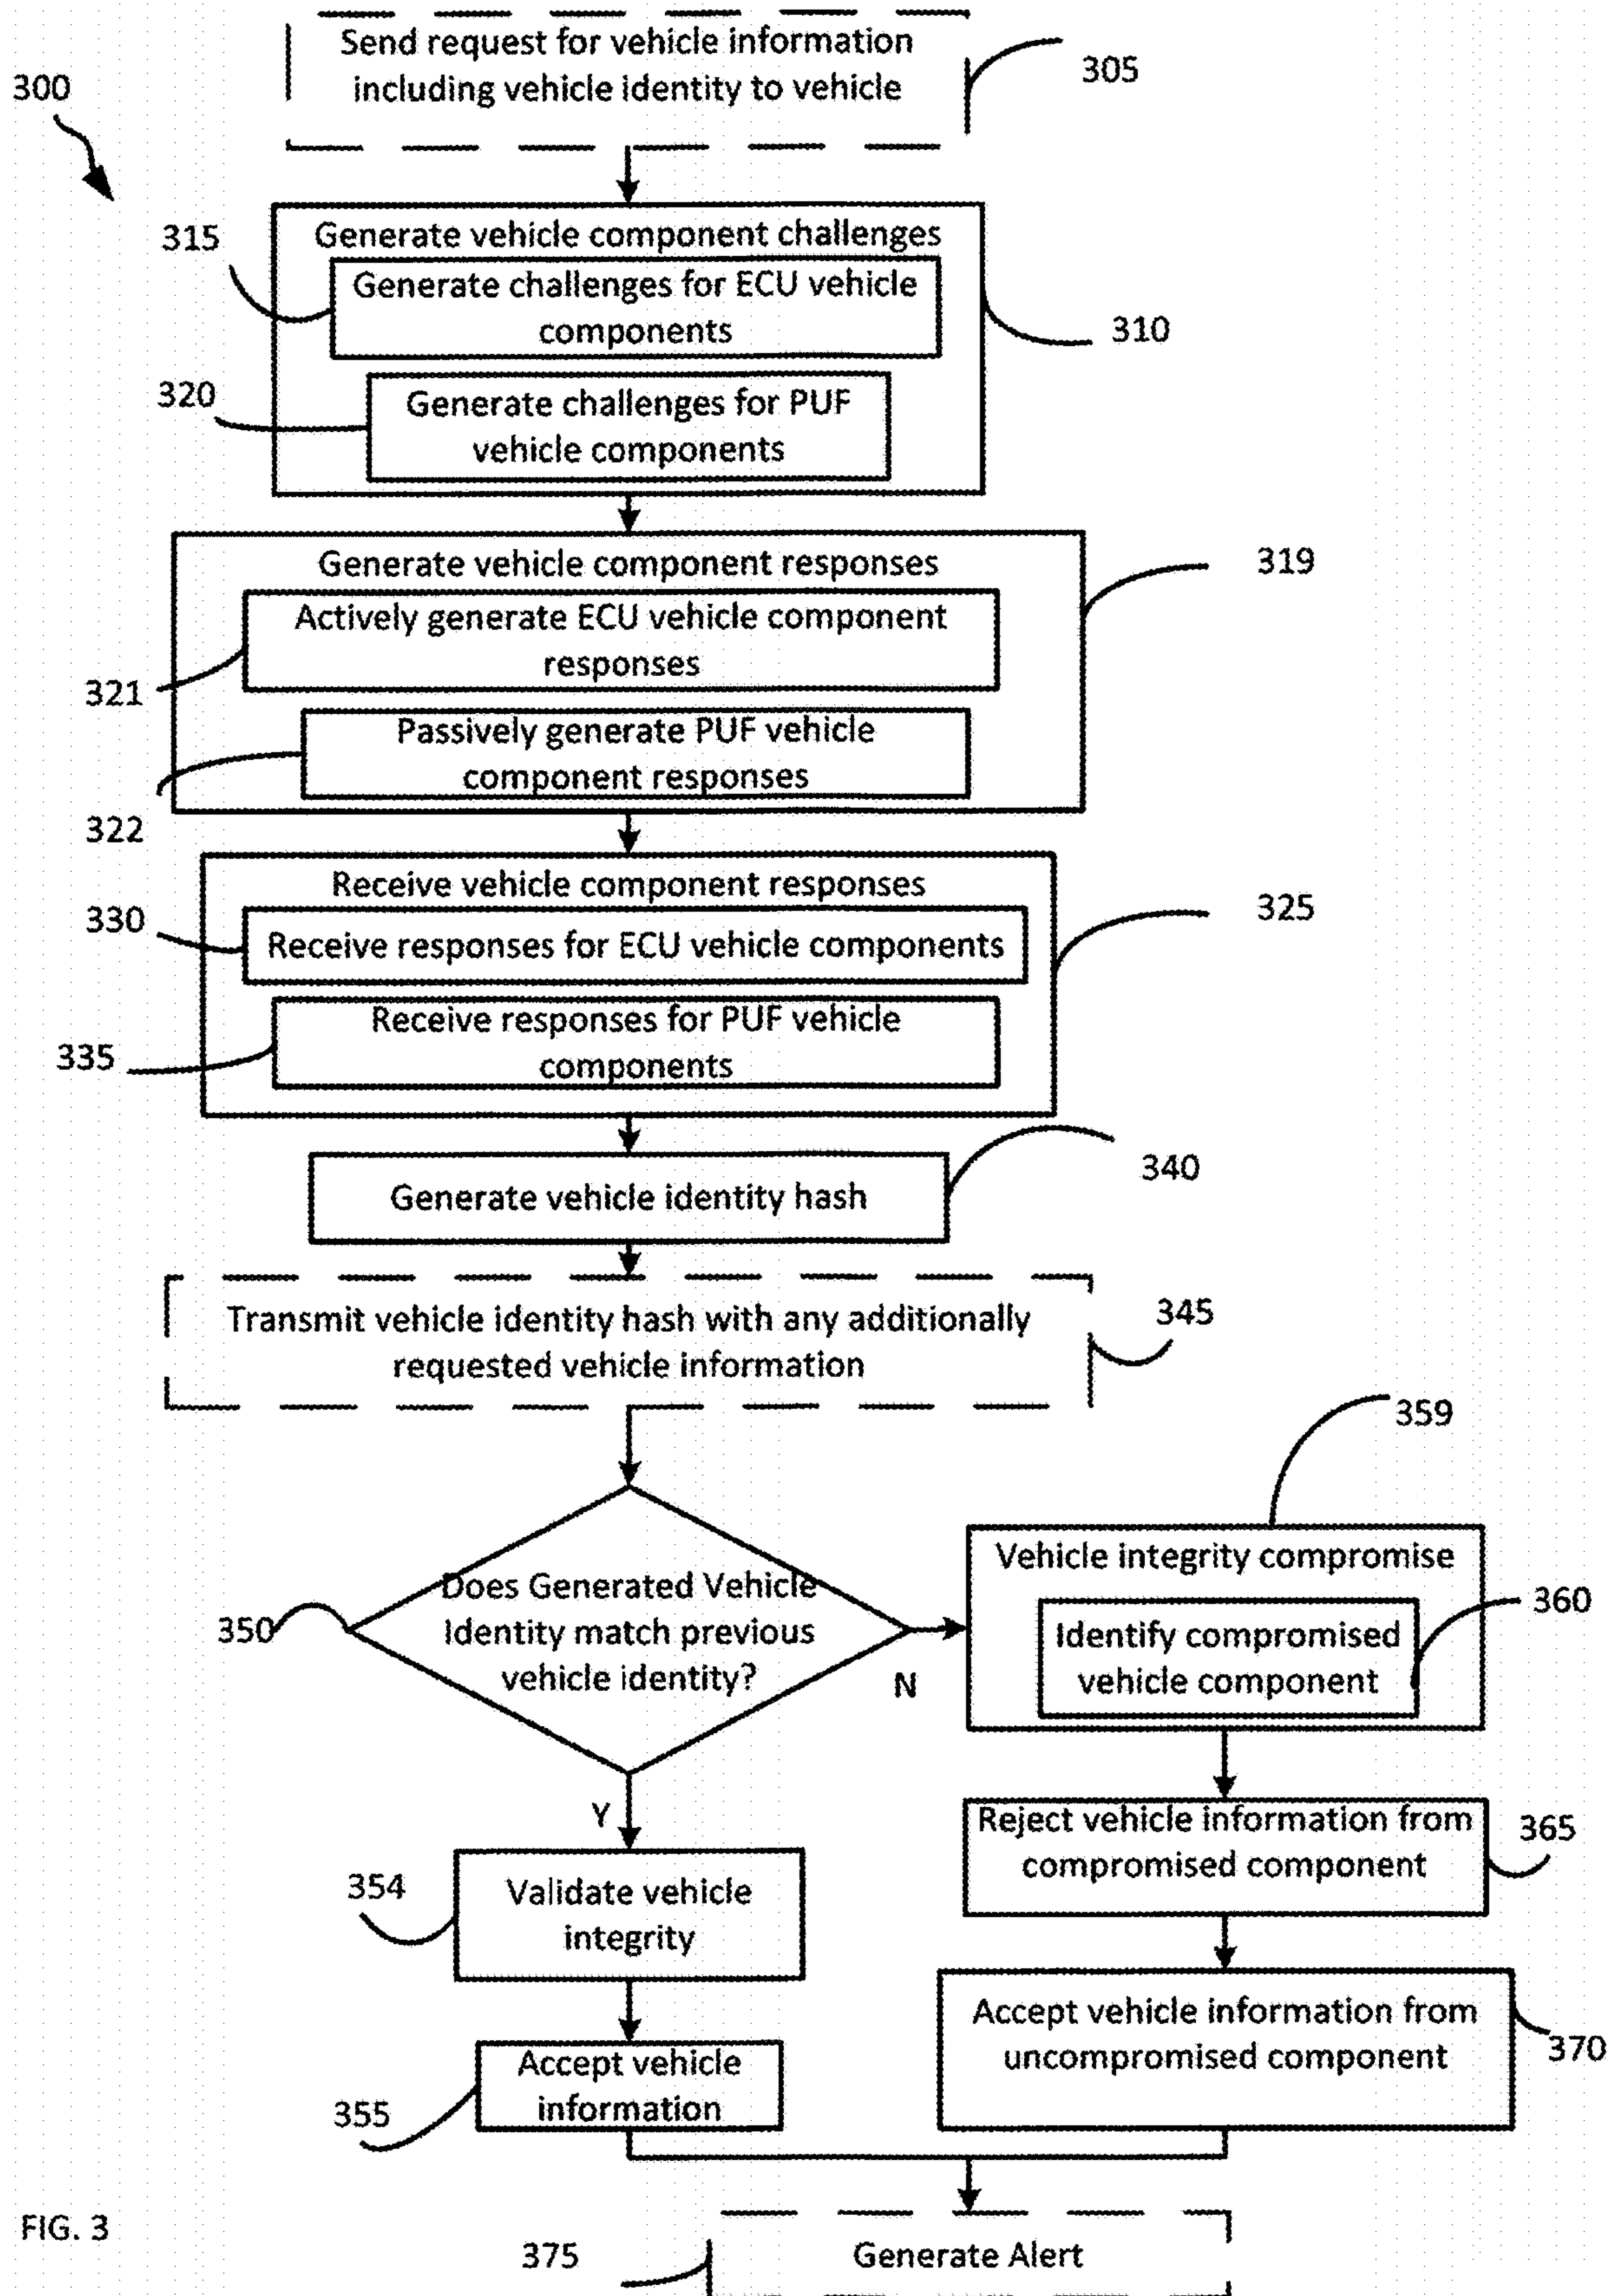 Send request for vehicle information
including vehicle identity to vehicle
305
300
Generate vehicle component challenges
315
Generate challenges for ECU vehicle
components
310
320
Generate challenges for PUF
vehicle components
Generate vehicle component responses
319
Actively generate ECU vehicle component
responses
321
Passively generate PUF vehicle
component responses
322
Receive vehicle component responses
325
330
Receive responses for ECU vehicle components
Receive responses for PUF vehicle
components
335
340
Generate vehicle identity hash
Transmit vehicle identity hash with any additionally
requested vehicle information
345
359
Does Generated Vehicle
Identity match previous
vehicle identity?
350
N
Vehicle integrity compromise
360
Identify compromised
vehicle component
Y
Reject vehicle information from
compromised component
365
354
Validate vehicle
integrity
Accept vehicle information from
uncompromised component
370
Accept vehicle
information
355
FIG. 3
375
Generate Alert